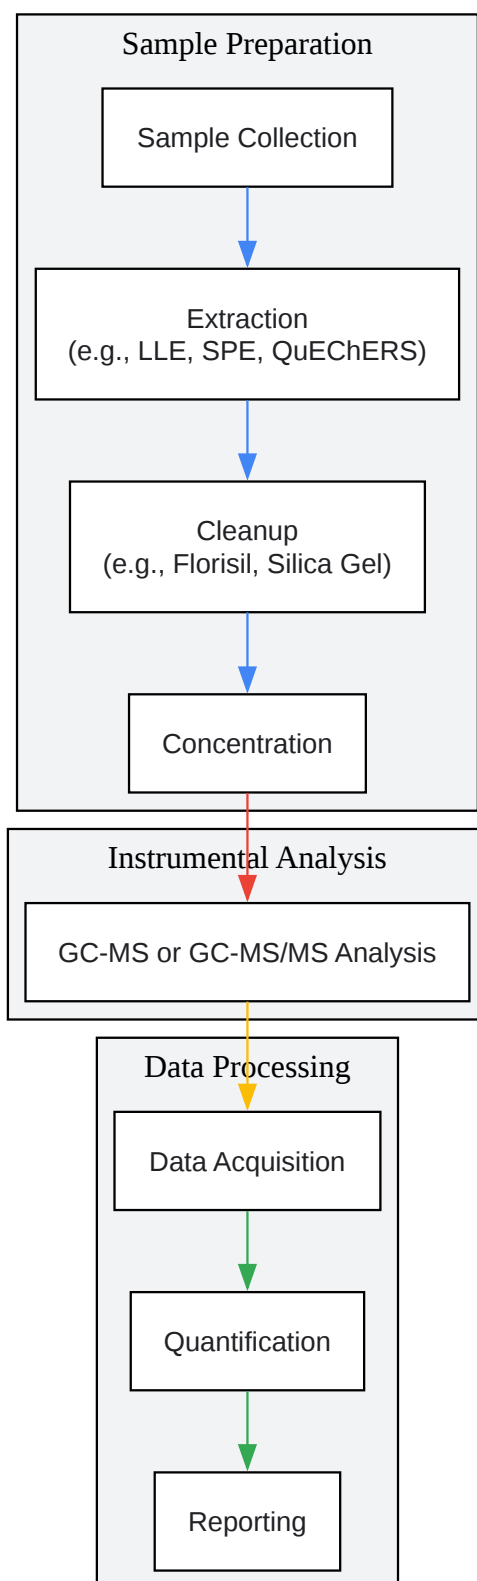 Sample Preparation
Sample Collection
Extraction
(e.g., LLE, SPE, QuEChERS)
Cleanup
(e.g., Florisil, Silica Gel)
Concentration
Instrumental Analysis
GC-MS or GC-MS/MS Analysis
Data Processing
Data Acquisition
Quantification
Reporting